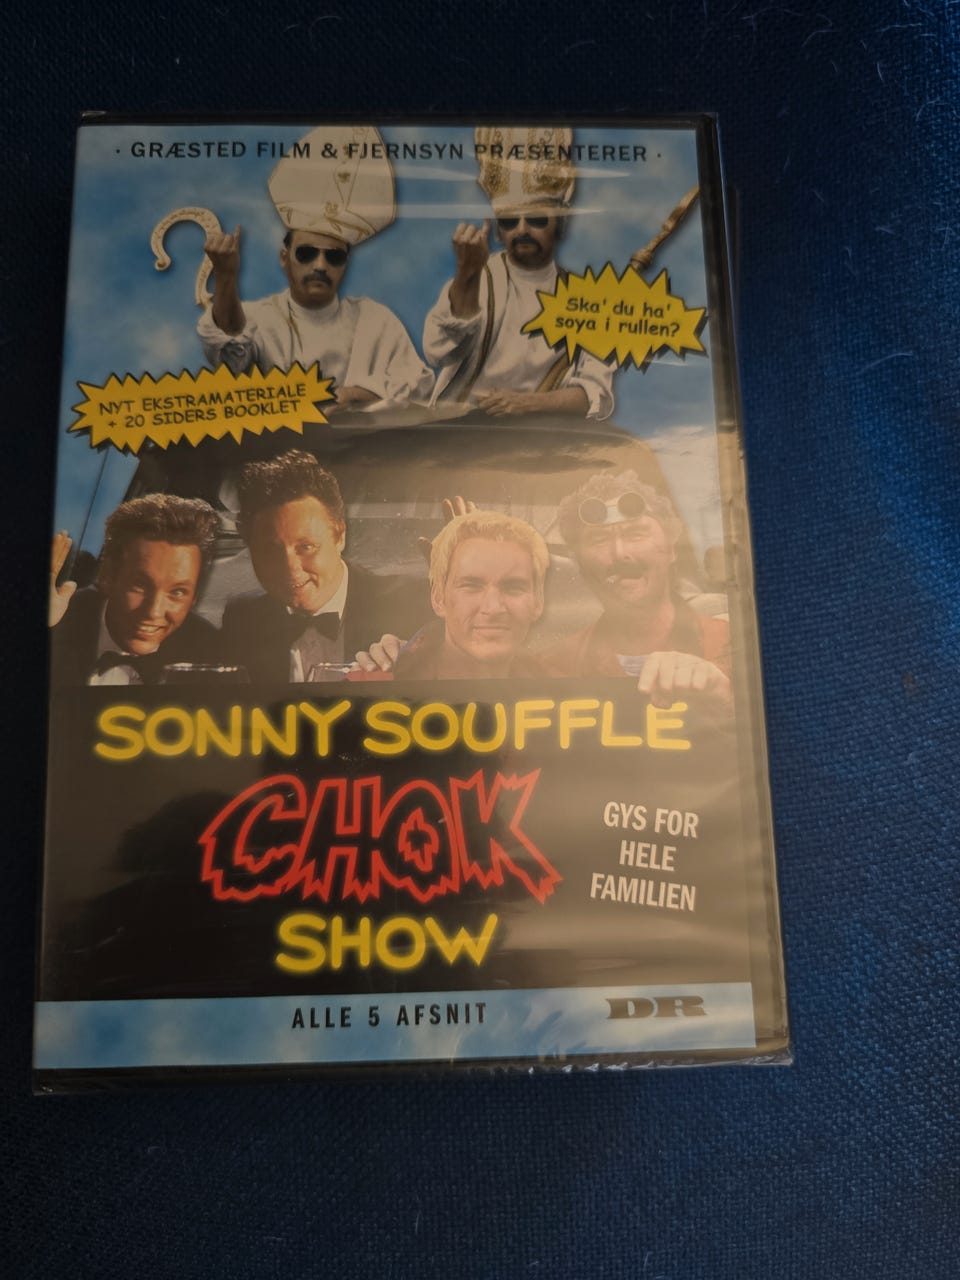 · GRÆSTED FILM & FJERNSYN PRÆSENTERER ·
Ska' du ha'
soya i rullen?
NYT EKSTRAMATERIALE
+ 20 SIDERS BOOKLET
SONNY SOUFFLE
CHOK
SHOW
GYS FOR
HELE
FAMILIEN
ALLE 5 AFSNIT
DR